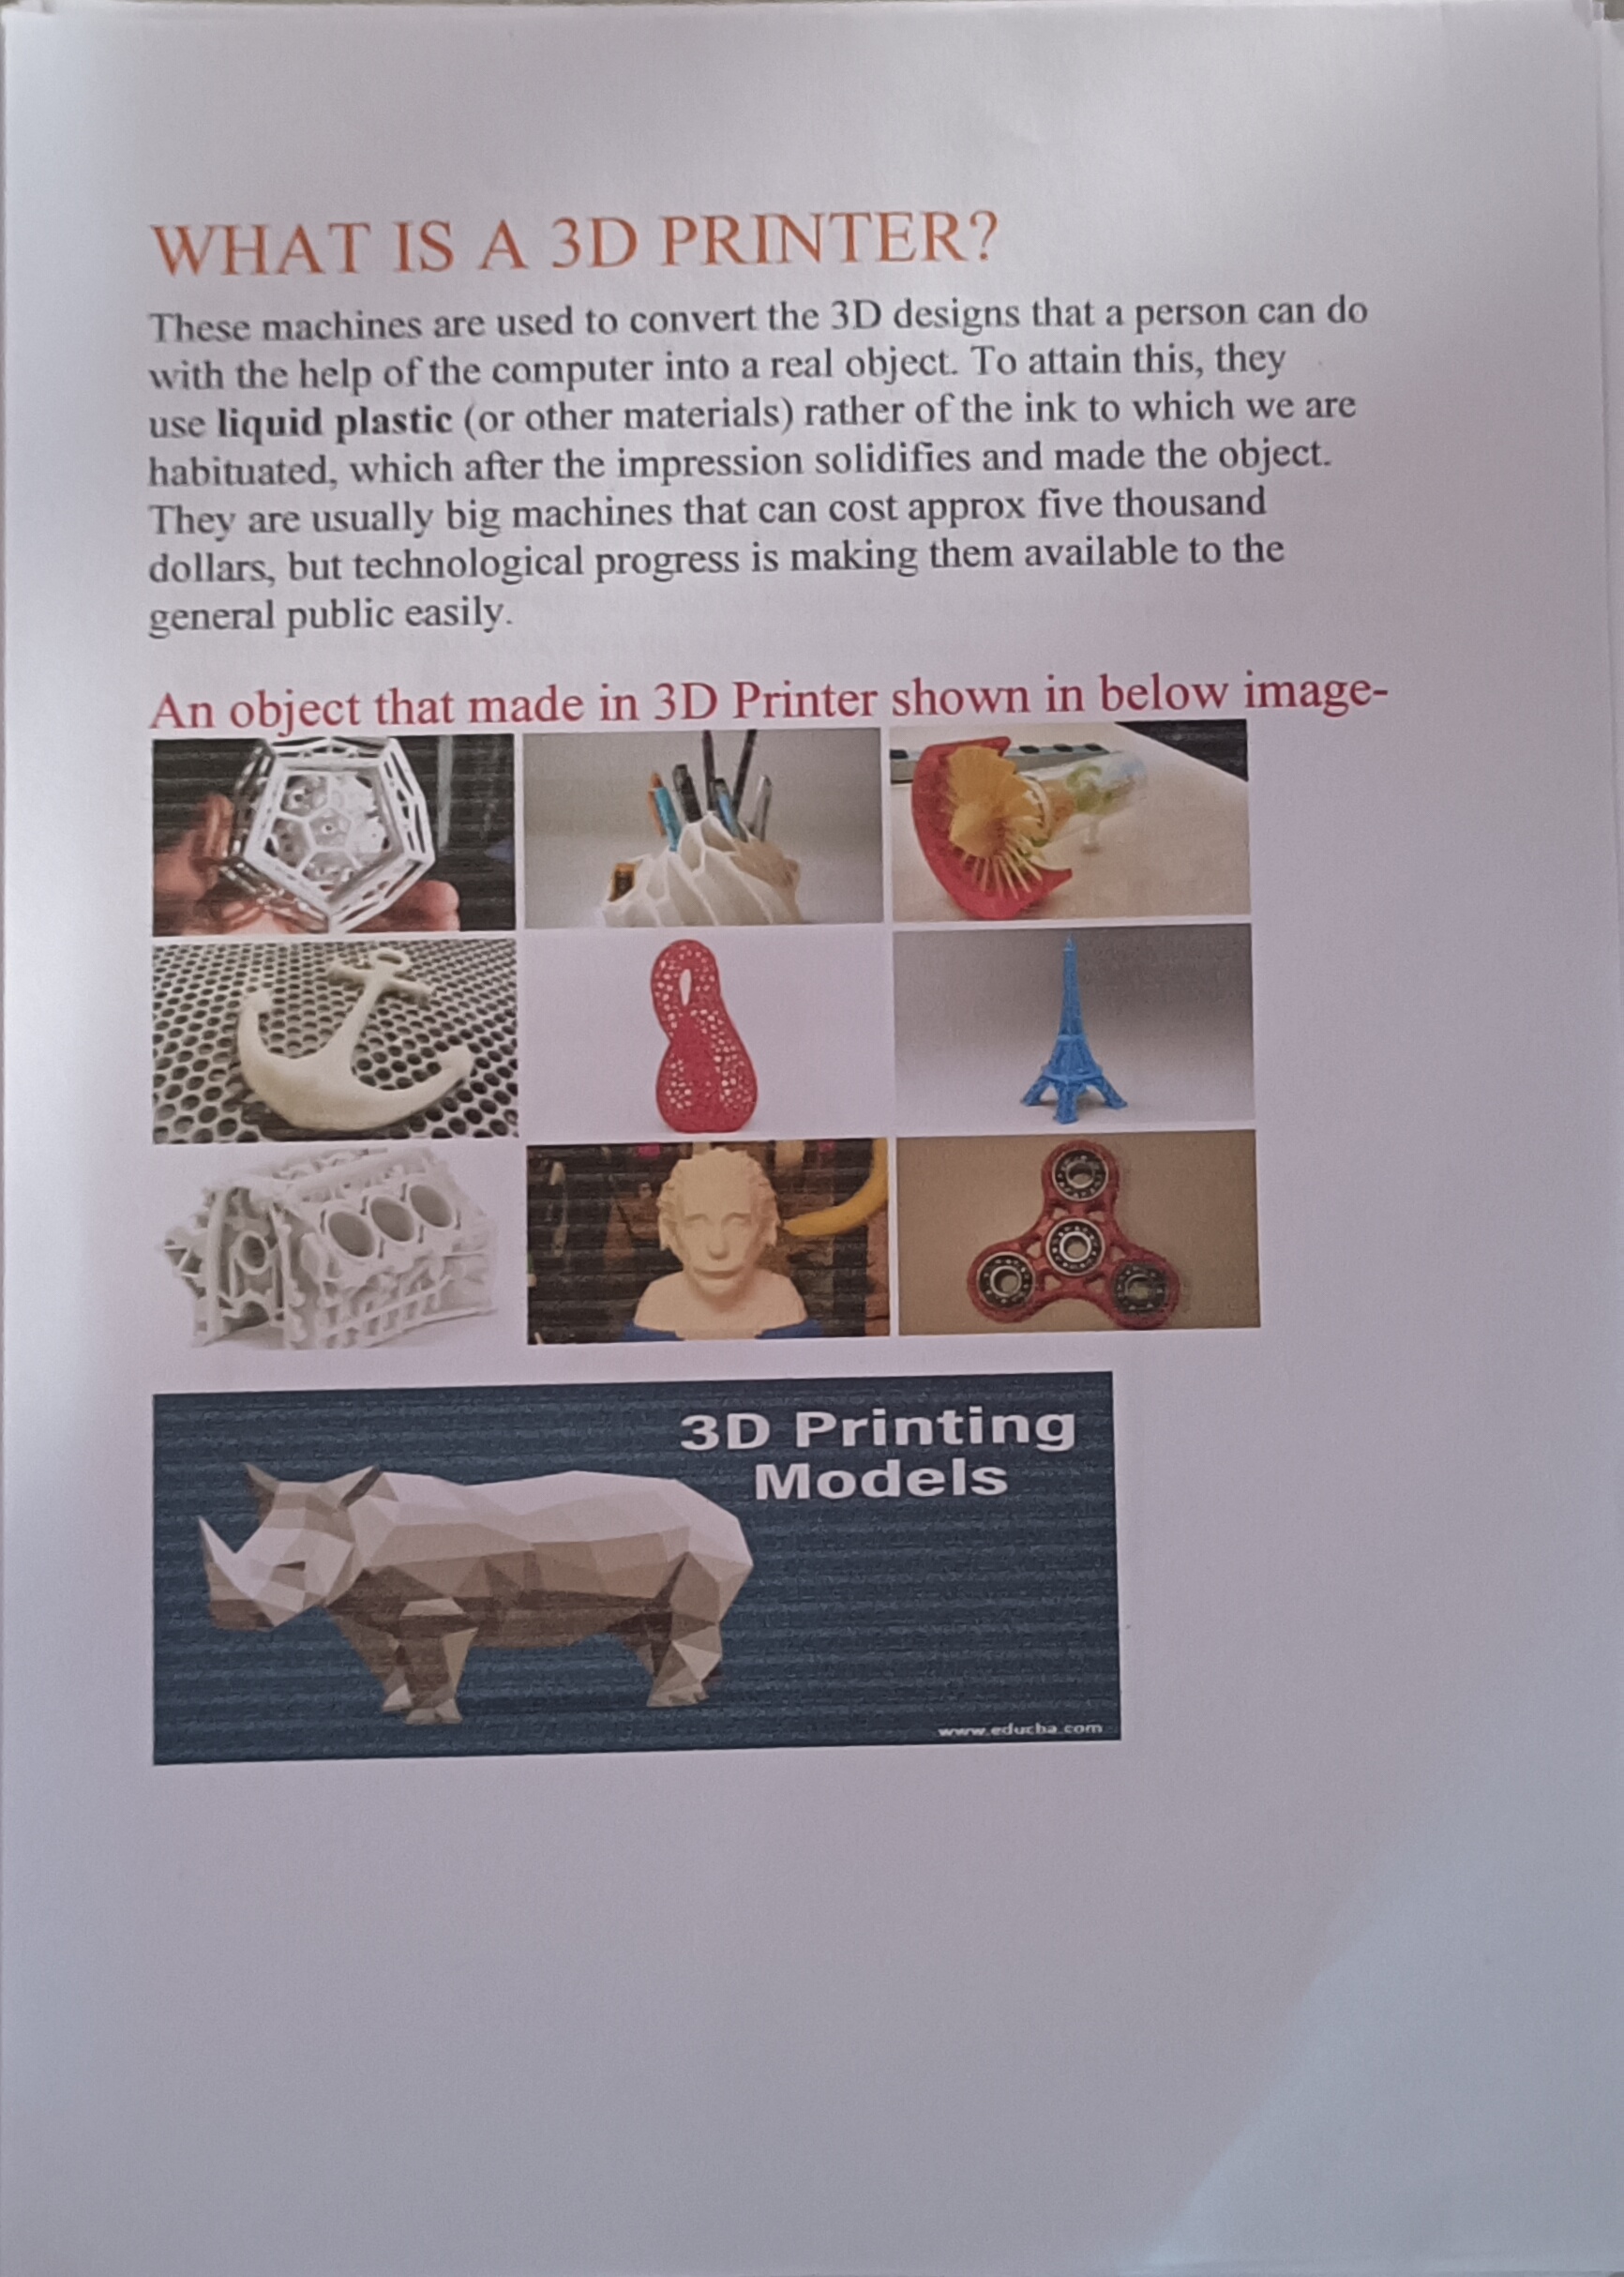 WHAT IS A 3D PRINTER?
These machines are used to convert the 3D designs that a person can do
with the help of the computer into a real object. To attain this, they
use liquid plastic (or other materials) rather of the ink to which we are
habituated, which after the impression solidifies and made the object.
They are usually big machines that can cost approx five thousand
dollars, but technological progress is making them available to the
general public easily.
An object that made in 3D Printer shown in below image-
3D Printing
Models
www.educba.com